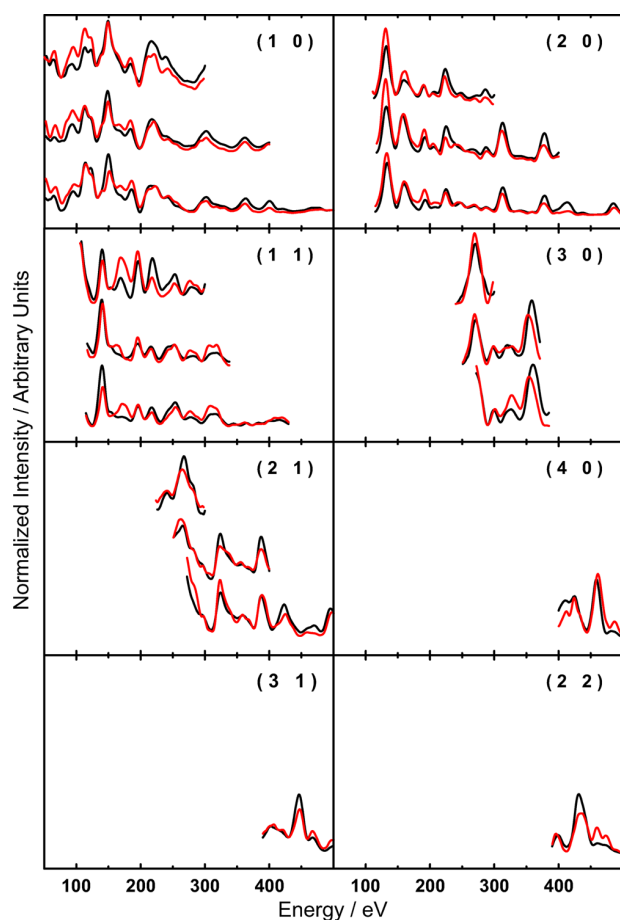 Normalized Intensity / Arbitrary Units
( 1 0 )
( 2 0 )
( 1 1 )
( 3 0 )
( 2 1 )
( 4 0 )
( 3 1 )
( 2 2 )
100 200 300 400 100 200 300 400
Energy / eV